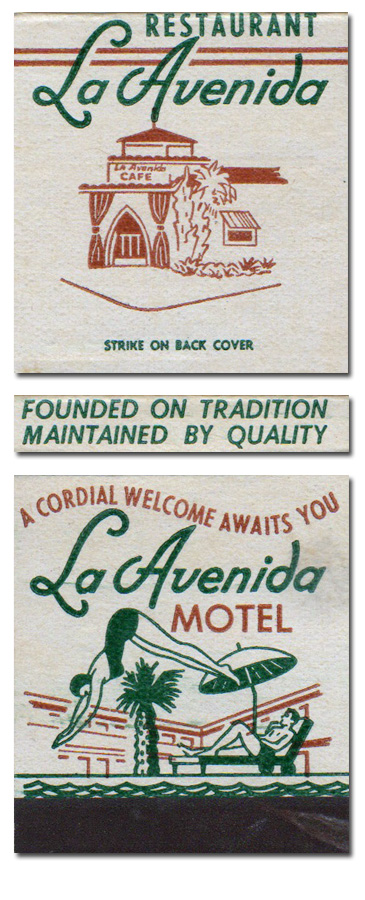 RESTAURANT
La Avenida
La Avenida
CAFE
STRIKE ON BACK COVER
FOUNDED ON TRADITION
MAINTAINED BY QUALITY
A CORDIAL WELCOME AWAITS YOU
La Avenida
MOTEL